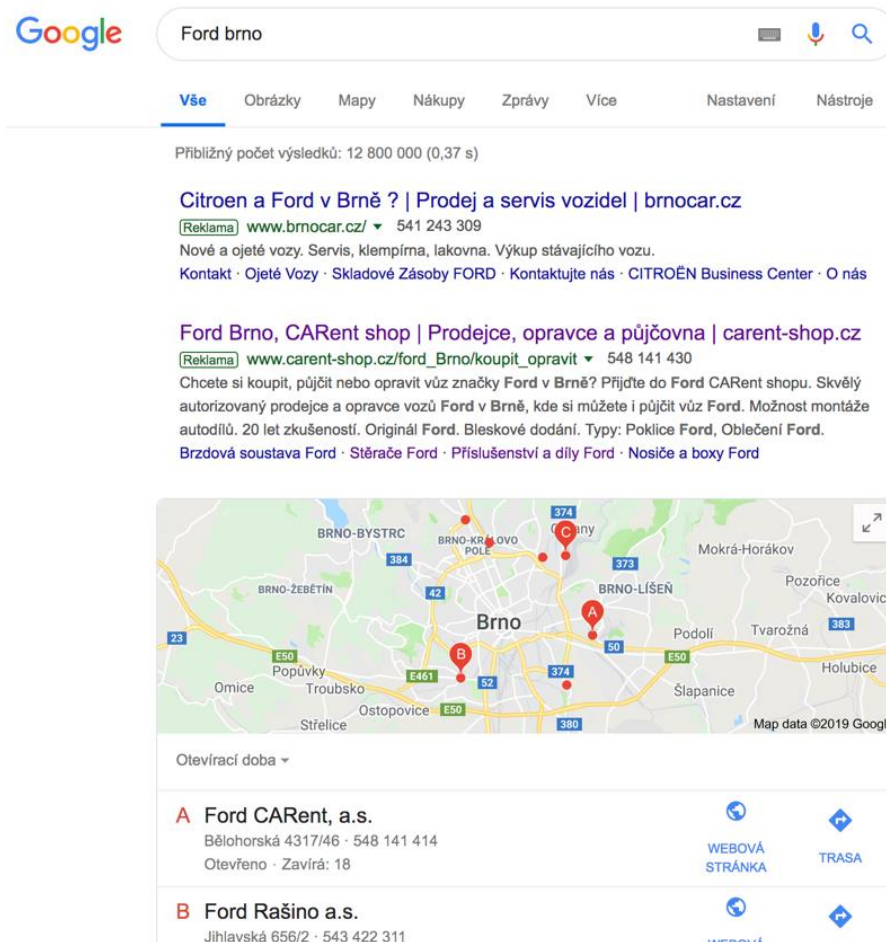 Google
Ford brno
Vše Obrázky Mapy Nákupy Zprávy Více Nastavení Nástroje
Přibližný počet výsledků: 12 800 000 (0,37 s)
Citroen a Ford v Brně ? | Prodej a servis vozidel | brnocar.cz
Reklama www.brnocar.cz/ 541 243 309
Nové a ojeté vozy. Servis, klempírna, lakovna. Výkup stávajícího vozu.
Kontakt · Ojeté Vozy · Skladové Zásoby FORD · Kontaktujte nás · CITROËN Business Center · O nás
Ford Brno, CARent shop | Prodejce, opravce a půjčovna | carent-shop.cz
Reklama www.carent-shop.cz/ford_Brno/koupit_opravit 548 141 430
Chcete si koupit, půjčit nebo opravit vůz značky Ford v Brně? Přijďte do Ford CARent shopu. Skvělý
autorizovaný prodejce a opravce vozů Ford v Brně, kde si můžete i půjčit vůz Ford. Možnost montáže
autodílů. 20 let zkušeností. Originál Ford. Bleskové dodání. Typy: Poklice Ford, Oblečení Ford.
Brzdová soustava Ford · Stěrače Ford · Příslušenství a díly Ford · Nosiče a boxy Ford
374
C
any
BRNO-BYSTRC
BRNO-KRÁLOVO
POLE
Mokrá-Horákov
384
373
Pozořice
BRNO-ŽEBĚTÍN
42
BRNO-LÍŠEŇ
Kovalovic
A
Brno
Podolí
Tvarožná
383
23
50
B
E50
E50
Popůvky
E461
374
Holubice
Omice
Troubsko
52
Šlapanice
Ostopovice
E50
Střelice
380
Map data ©2019 Googl
Otevírací doba
A Ford CARent, a.s.
Bělohorská 4317/46 · 548 141 414
Otevřeno · Zavírá: 18
WEBOVÁ
STRÁNKA
TRASA
B Ford Rašino a.s.
Jihlavská 656/2 · 543 422 311
WEBOVÁ